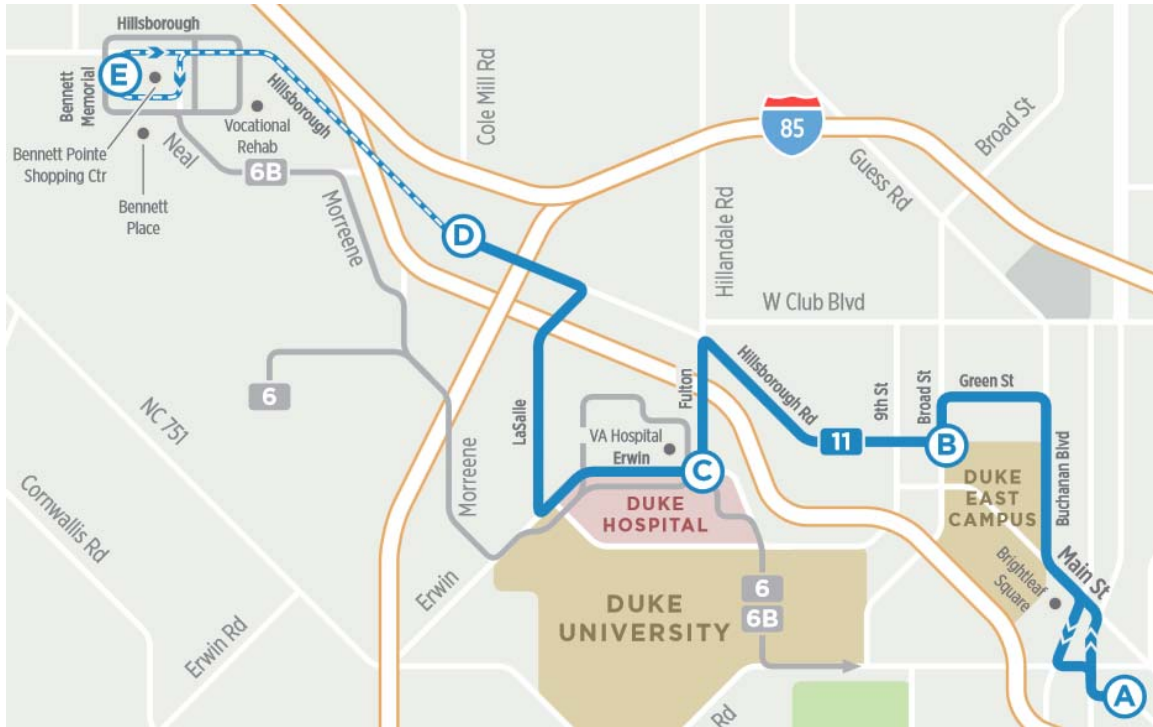 Hillsborough
E
Bennett
Memorial
Hillsborough
Vocational
Rehab
Bennett Pointe
Shopping Ctr
Neal
6B
Bennett
Place
Morreene
Cole Mill Rd
85
Broad St
Guess Rd
D
Hillandale Rd
W Club Blvd
6
NC 751
Cornwallis Rd
Morreene
LaSalle
Fulton
Hillsborough Rd
9th St
Broad St
Green St
11
B
VA Hospital
Erwin
C
DUKE
HOSPITAL
DUKE
EAST
CAMPUS
Buchanan Blvd
Main St
Brightleaf
Square
Erwin
Erwin Rd
DUKE
UNIVERSITY
6
6B
A
Rd